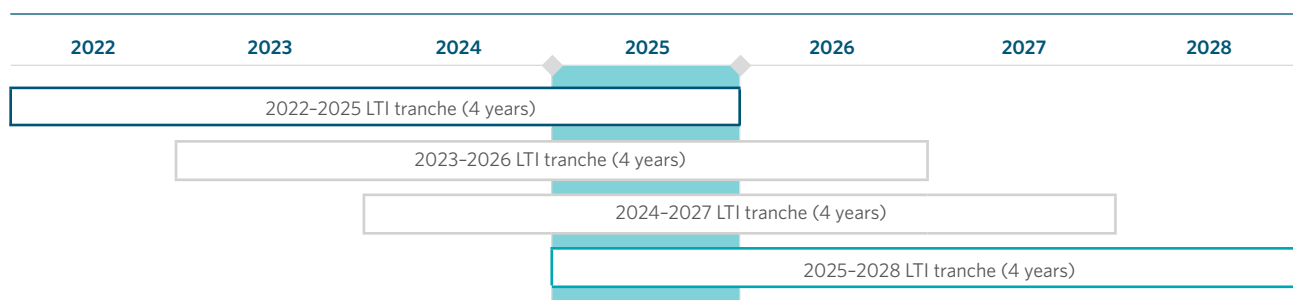 2022 2023 2024 2025 2026 2027 2028
2022–2025 LTI tranche (4 years)
2023–2026 LTI tranche (4 years)
2024–2027 LTI tranche (4 years)
2025–2028 LTI tranche (4 years)